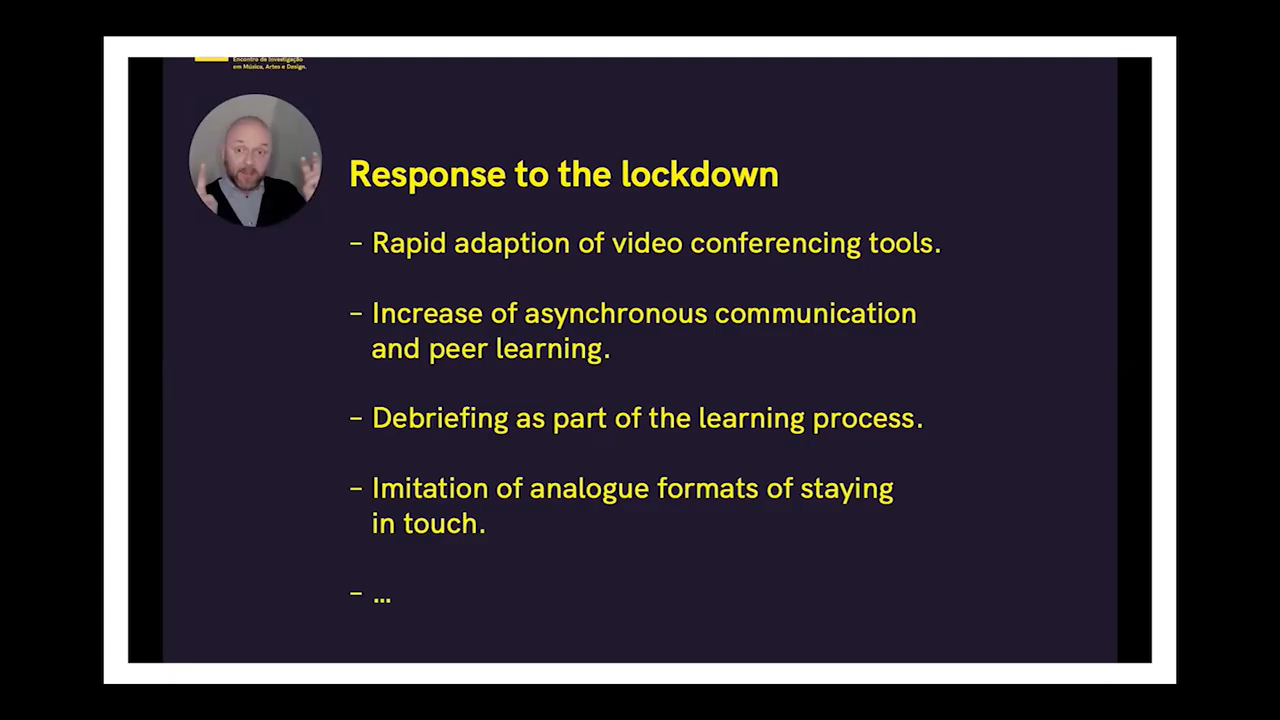 Encontro de Investigação
em Música, Artes e Design.
Response to the lockdown
– Rapid adaption of video conferencing tools.
– Increase of asynchronous communication
and peer learning.
– Debriefing as part of the learning process.
– Imitation of analogue formats of staying
in touch.
– ...